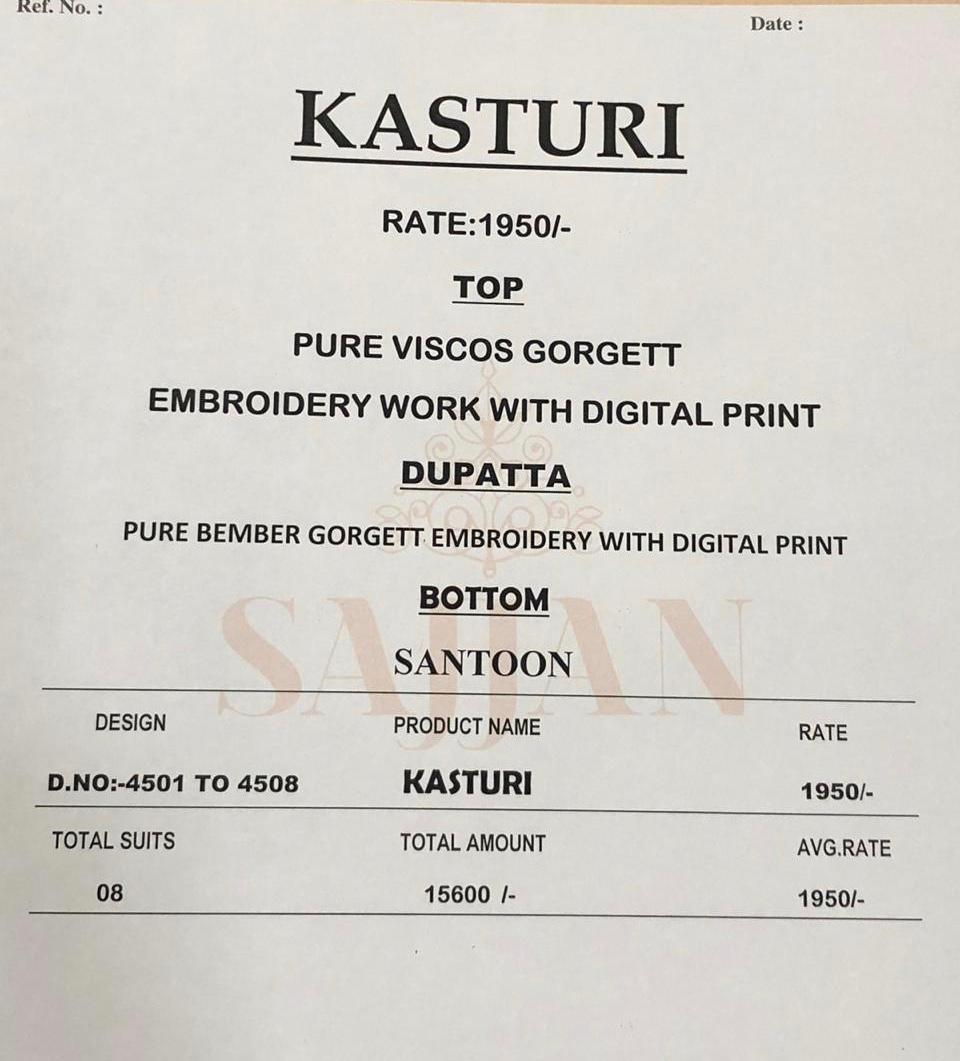 Ref. No. :
Date :
KASTURI
RATE:1950/-
TOP
PURE VISCOS GORGETT
EMBROIDERY WORK WITH DIGITAL PRINT
DUPATTA
PURE BEMBER GORGETT EMBROIDERY WITH DIGITAL PRINT
BOTTOM
SAJJAN
SANTOON
DESIGN PRODUCT NAME RATE
D.NO:-4501 TO 4508 KASTURI 1950/-
TOTAL SUITS TOTAL AMOUNT AVG.RATE
08 15600 /- 1950/-